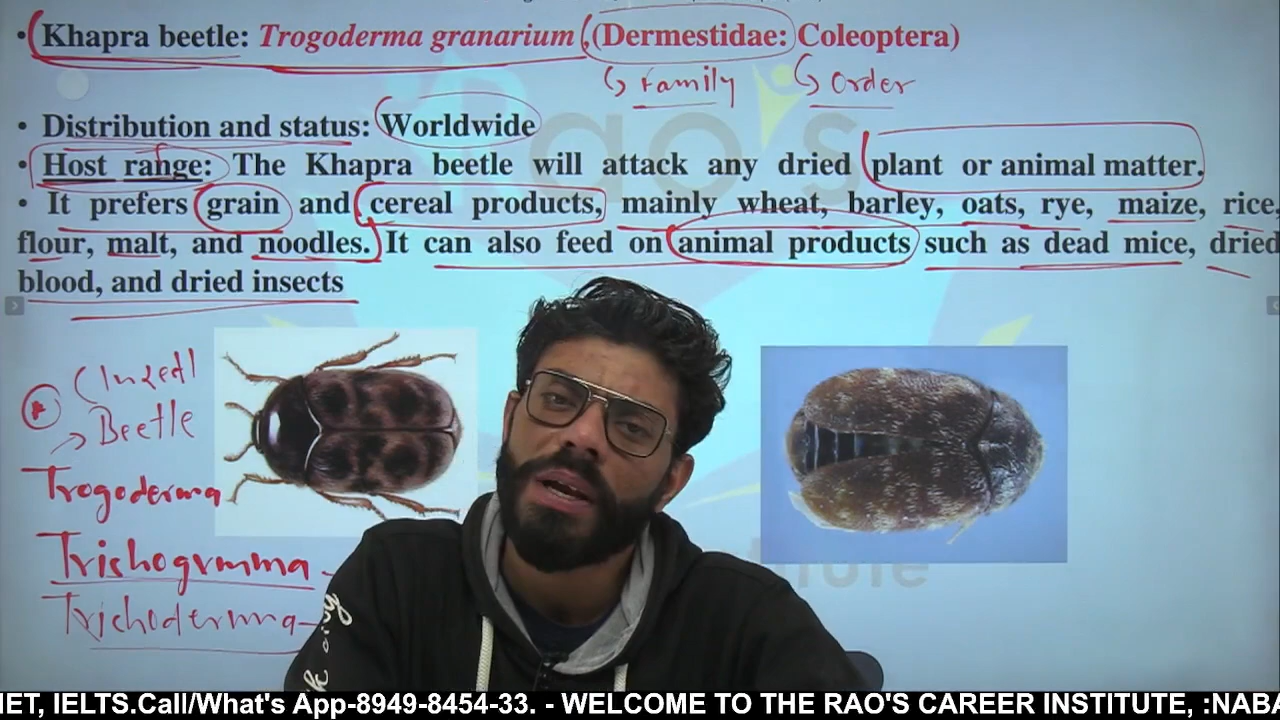 • Khapra beetle: Trogoderma granarium ,(Dermestidae: Coleoptera)
Family Order
• Distribution and status: Worldwide
• Host range: The Khapra beetle will attack any dried plant or animal matter.
• It prefers grain and cereal products, mainly wheat, barley, oats, rye, maize, rice,
flour, malt, and noodles. It can also feed on animal products such as dead mice, dried
blood, and dried insects
Beetle
Trogoderma
Trishogrmma
Trichoderma
IET, IELTS.Call/What's App-8949-8454-33. - WELCOME TO THE RAO'S CAREER INSTITUTE, :NABA